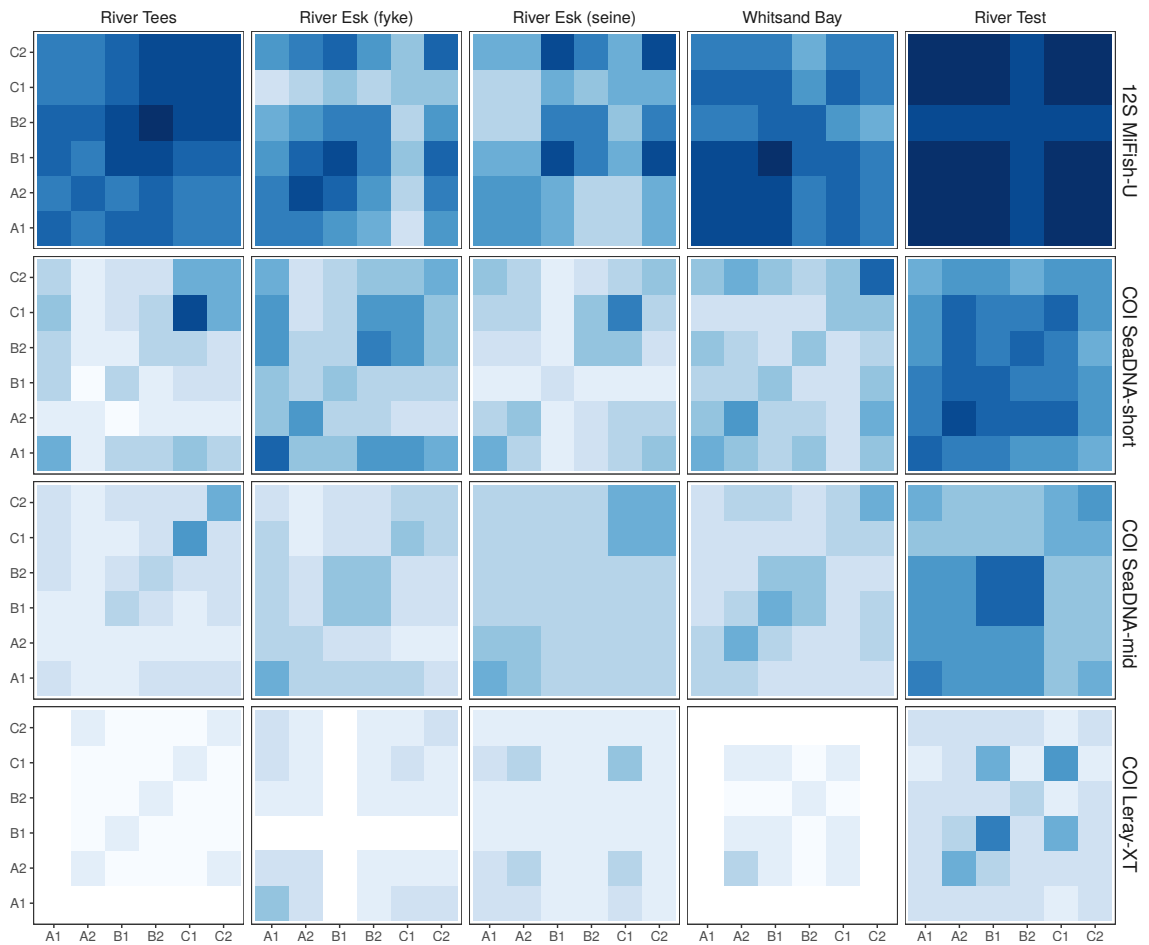 River Tees River Esk (fyke) River Esk (seine) Whitsand Bay River Test
C2
C1
B2
B1
A2
A1
12S MiFish-U
C2
C1
B2
B1
A2
A1
COI SeaDNA-short
C2
C1
B2
B1
A2
A1
COI SeaDNA-mid
C2
C1
B2
B1
A2
A1
COI Leray-XT
A1 A2 B1 B2 C1 C2 A1 A2 B1 B2 C1 C2 A1 A2 B1 B2 C1 C2 A1 A2 B1 B2 C1 C2 A1 A2 B1 B2 C1 C2